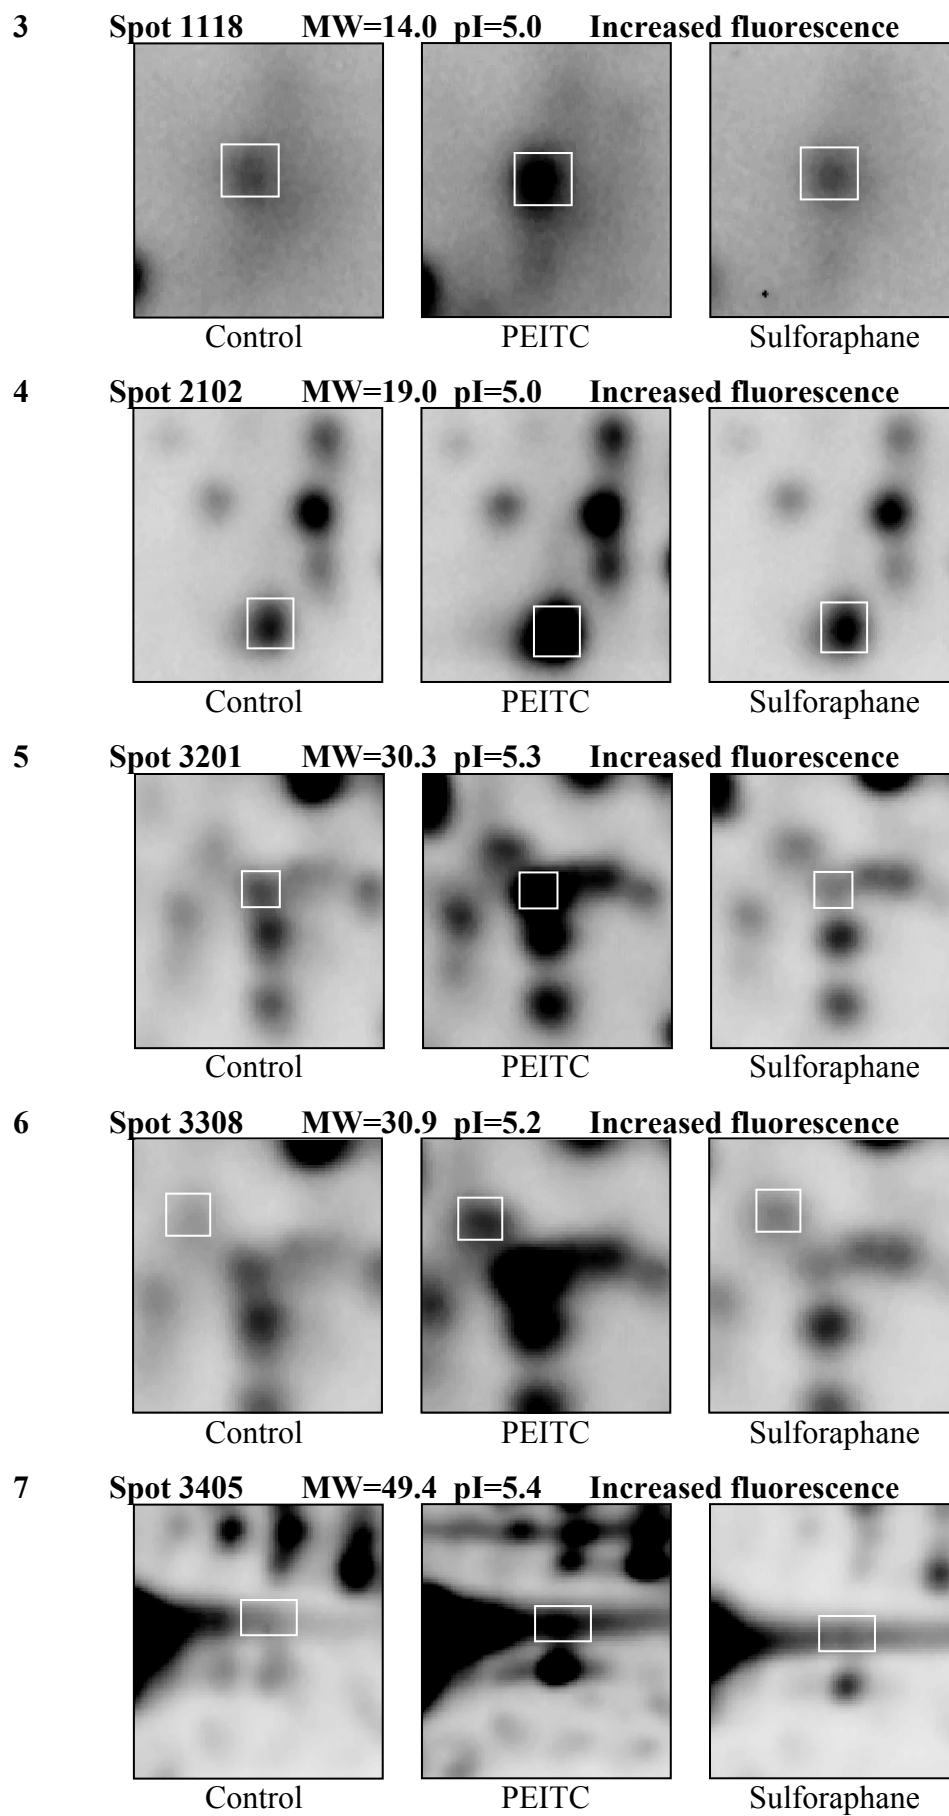 3 Spot 1118 MW=14.0 pI=5.0 Increased fluorescence
Control PEITC Sulforaphane
4 Spot 2102 MW=19.0 pI=5.0 Increased fluorescence
Control PEITC Sulforaphane
5 Spot 3201 MW=30.3 pI=5.3 Increased fluorescence
Control PEITC Sulforaphane
6 Spot 3308 MW=30.9 pI=5.2 Increased fluorescence
Control PEITC Sulforaphane
7 Spot 3405 MW=49.4 pI=5.4 Increased fluorescence
Control PEITC Sulforaphane